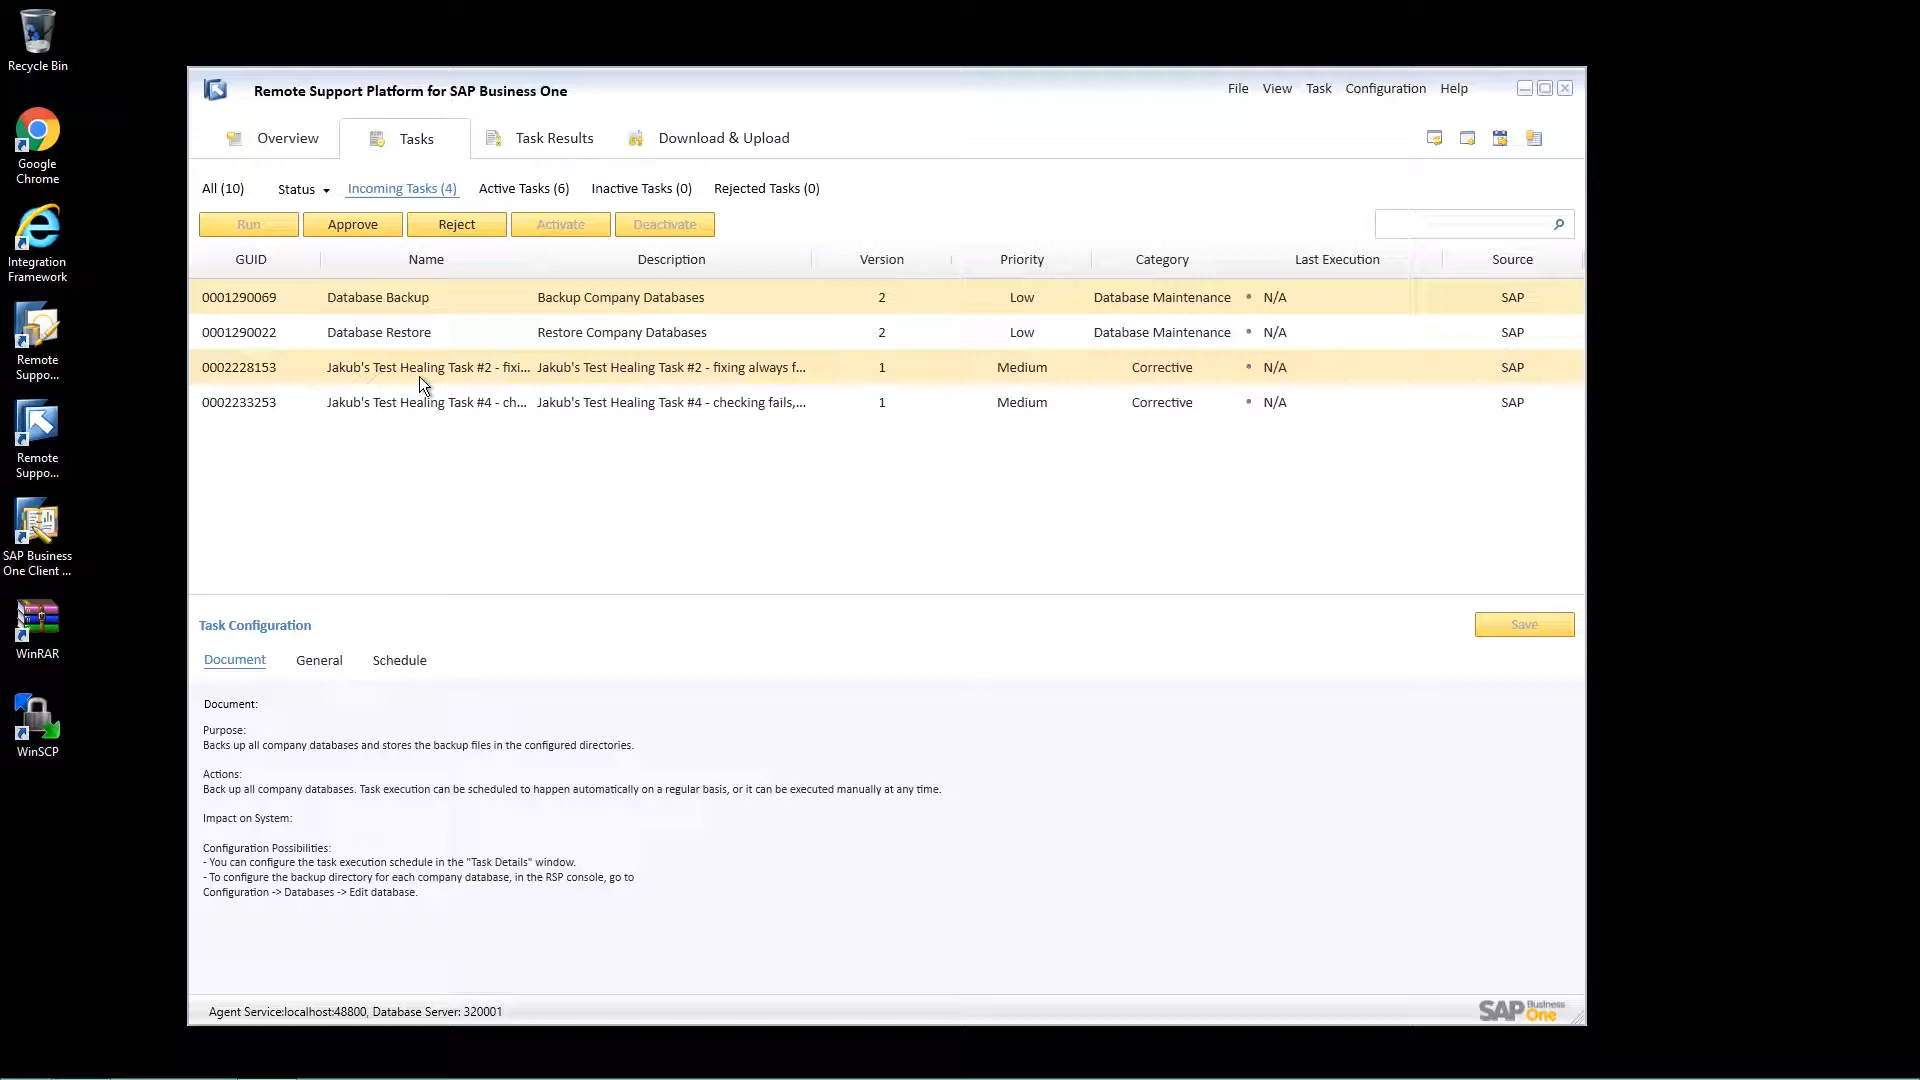 Recycle Bin
Google
Chrome
Integration
Framework
Remote
Suppo...
Remote
Suppo...
SAP Business
One Client ...
WinRAR
WinSCP
Remote Support Platform for SAP Business One
File View Task Configuration Help
Overview Tasks Task Results Download & Upload
All (10) Status Incoming Tasks (4) Active Tasks (6) Inactive Tasks (0) Rejected Tasks (0)
Run Approve Reject Activate Deactivate
GUID Name Description Version Priority Category Last Execution Source
0001290069 Database Backup Backup Company Databases 2 Low Database Maintenance N/A SAP
0001290022 Database Restore Restore Company Databases 2 Low Database Maintenance N/A SAP
0002228153 Jakub's Test Healing Task #2 - fixi... Jakub's Test Healing Task #2 - fixing always f... 1 Medium Corrective N/A SAP
0002233253 Jakub's Test Healing Task #4 - ch... Jakub's Test Healing Task #4 - checking fails,... 1 Medium Corrective N/A SAP
Task Configuration Save
Document General Schedule
Document:
Purpose:
Backs up all company databases and stores the backup files in the configured directories.
Actions:
Back up all company databases. Task execution can be scheduled to happen automatically on a regular basis, or it can be executed manually at any time.
Impact on System:
Configuration Possibilities:
- You can configure the task execution schedule in the "Task Details" window.
- To configure the backup directory for each company database, in the RSP console, go to
Configuration -> Databases -> Edit database.
Agent Service:localhost:48800, Database Server: 320001
SAP Business One